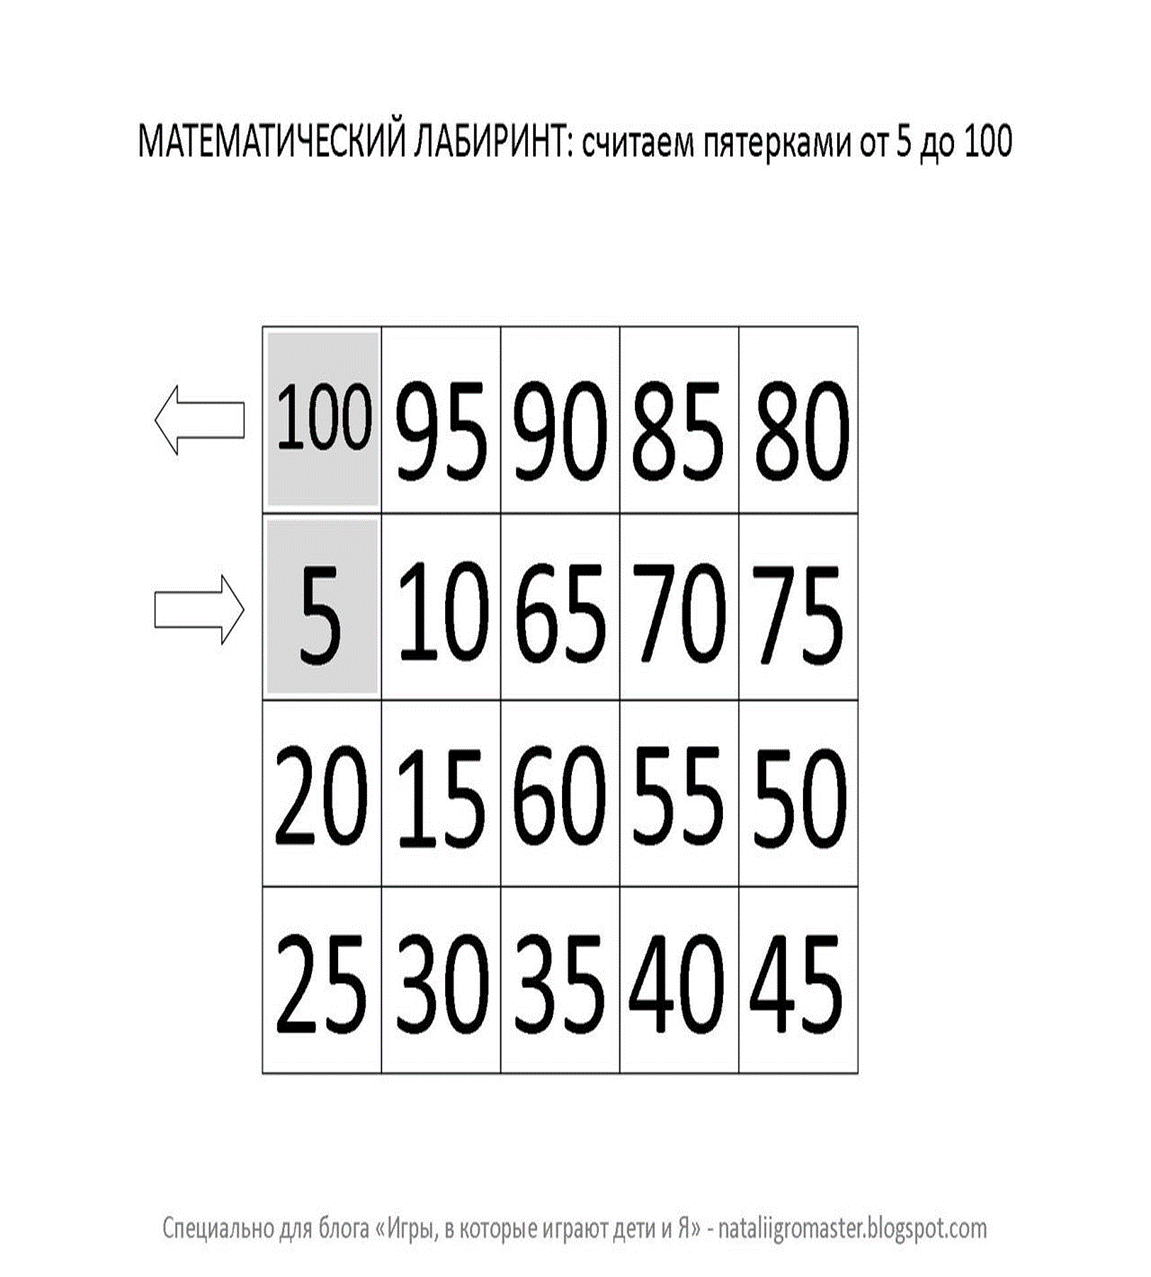 МАТЕМАТИЧЕСКИЙ ЛАБИРИНТ: считаем пятерками от 5 до 100
100 95 90 85 80
5 10 65 70 75
20 15 60 55 50
25 30 35 40 45
Специально для блога «Игры, в которые играют дети и Я» - nataliigromaster.blogspot.com